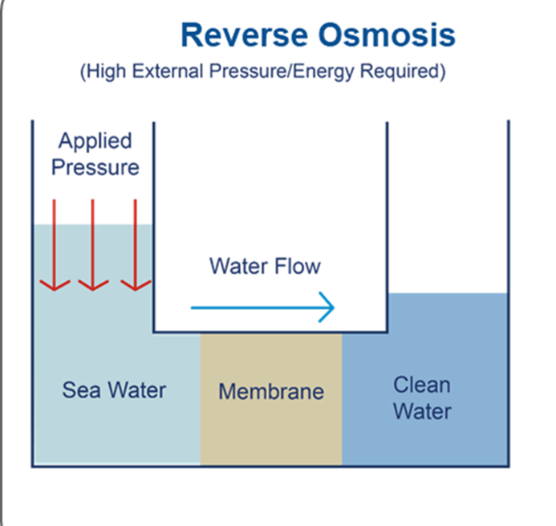 Reverse Osmosis
(High External Pressure/Energy Required)
Applied
Pressure
Water Flow
Sea Water
Membrane
Clean
Water